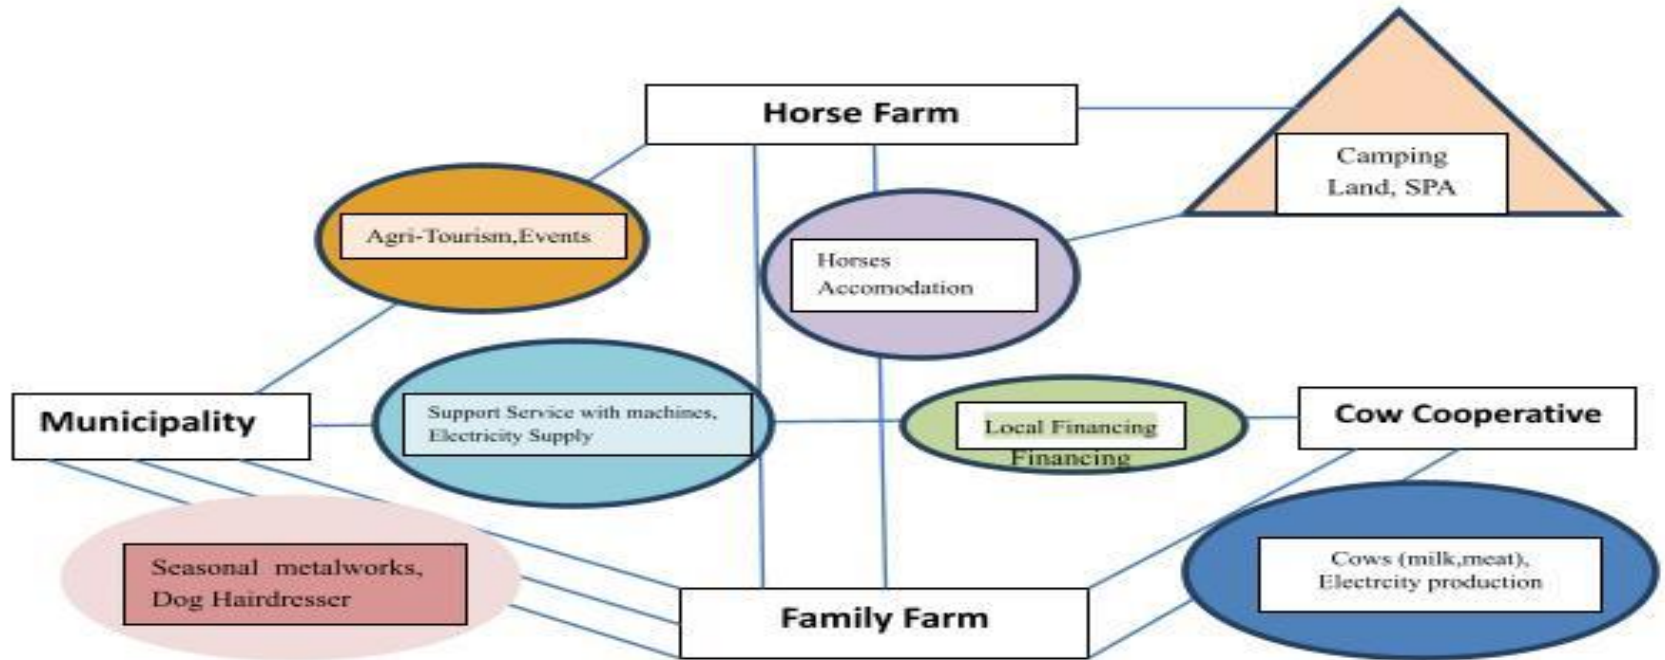 Horse Farm
Camping
Land, SPA
Agri-Tourism,Events
Horses
Accomodation
Municipality
Support Service with machines,
Electricity Supply
Local Financing
Financing
Cow Cooperative
Seasonal metalworks,
Dog Hairdresser
Family Farm
Cows (milk,meat),
Electrcity production